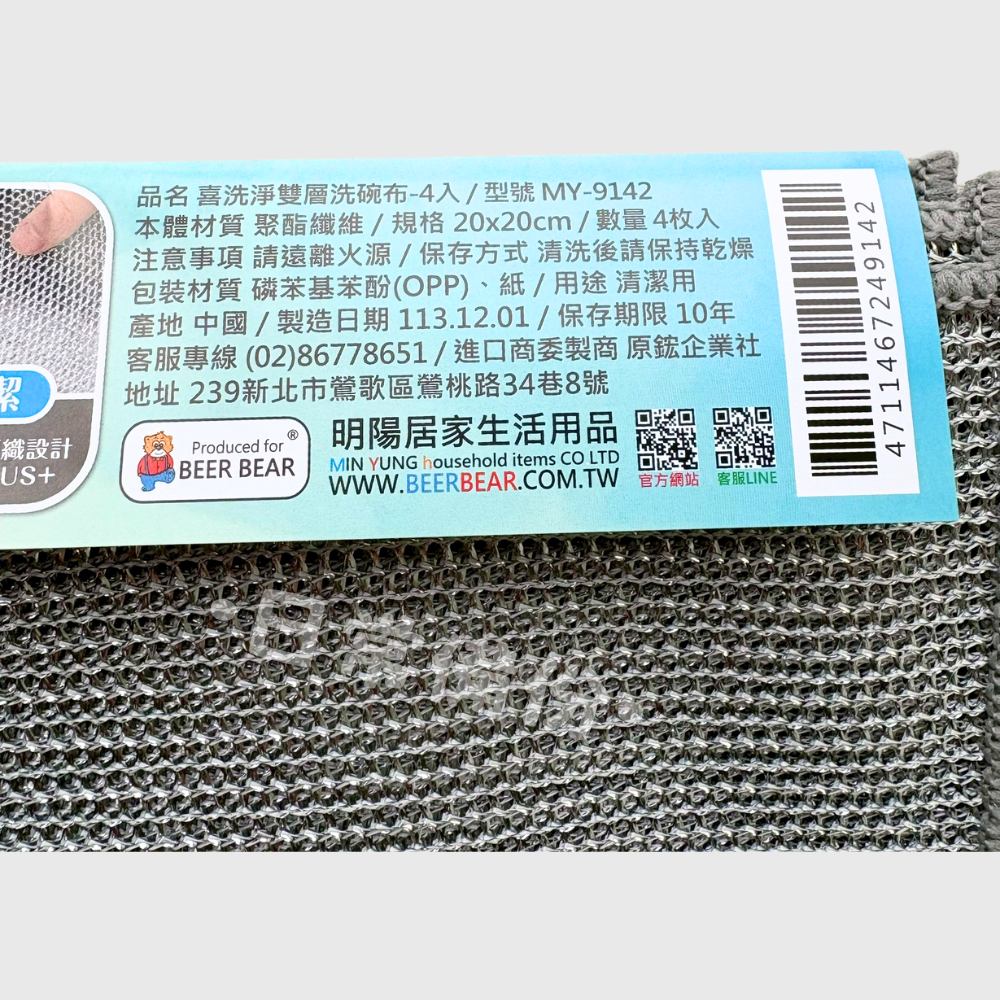 品名 喜洗淨雙層洗碗布-4入 / 型號 MY-9142
本體材質 聚酯纖維 / 規格 20x20cm / 數量 4枚入
注意事項 請遠離火源 / 保存方式 清洗後請保持乾燥
包裝材質 磷苯基苯酚(OPP)、紙 / 用途 清潔用
產地 中國 / 製造日期 113.12.01 / 保存期限 10年
客服專線 (02)86778651 / 進口商委製商 原鋐企業社
地址 239新北市鶯歌區鶯桃路34巷8號
潔
織設計
US+
Produced for ®
BEER BEAR
明陽居家生活用品
MIN YUNG household items CO LTD
WWW.BEERBEAR.COM.TW
官方網站
客服LINE
4711467249142
日常備份